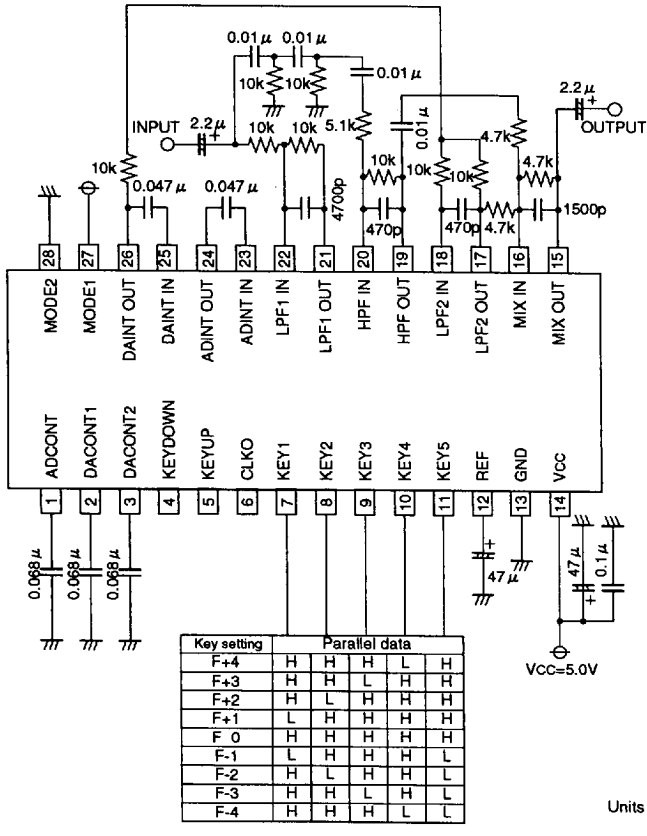 0.01μ 0.01μ
0.01μ
2.2μ
10k 10k
OUTPUT
INPUT 2.2μ
10k 10k
5.1k
0.01μ
4.7k
10k
0.047μ 0.047μ
4700p
10k
10k
10k
4.7k
470p
470p
4.7k
1500p
28 27 26 25 24 23 22 21 20 19 18 17 16 15
MODE2
MODE1
DAINT OUT
DAINT IN
ADINT OUT
ADINT IN
LPF1 IN
LPF1 OUT
HPF IN
HPF OUT
LPF2 IN
LPF2 OUT
MIX IN
MIX OUT
ADCONT
DACONT1
DACONT2
KEYDOWN
KEYUP
CLKO
KEY1
KEY2
KEY3
KEY4
KEY5
REF
GND
VCC
1 2 3 4 5 6 7 8 9 10 11 12 13 14
0.068μ
0.068μ
0.068μ
47μ
47μ
0.1μ
VCC=5.0V
Key setting Parallel data
F+4 H H H L H
F+3 H H L H H
F+2 H L H H H
F+1 L H H H H
F 0 H H H H H
F-1 L H H H L
F-2 H L H H L
F-3 H H L H L
F-4 H H H L L
Units